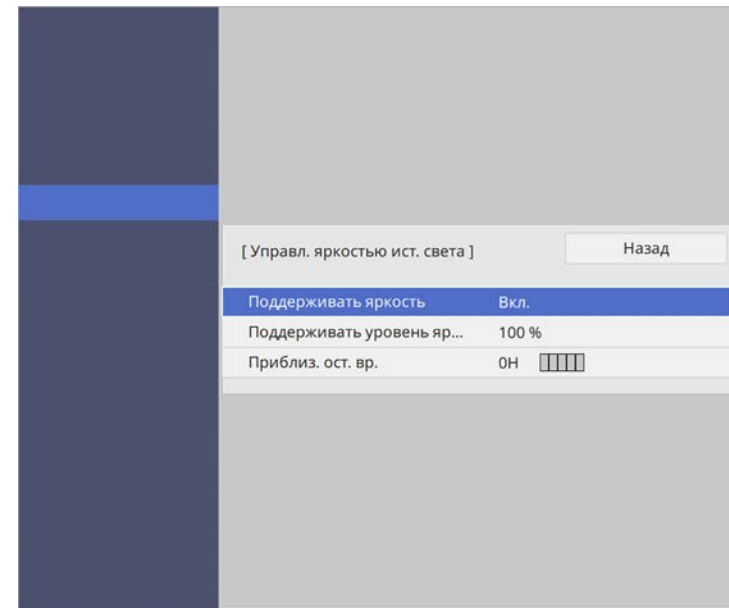 [ Управл. яркостью ист. света ] Назад
Поддерживать яркость Вкл.
Поддерживать уровень яр... 100 %
Приблиз. ост. вр. 0H